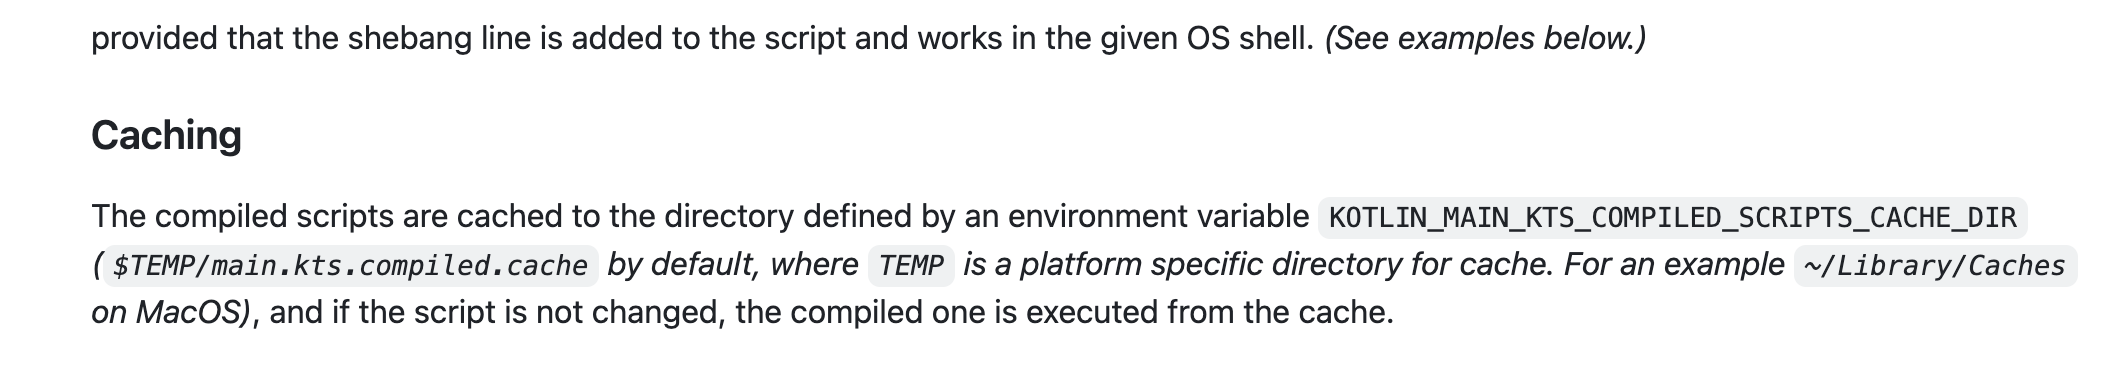 provided that the shebang line is added to the script and works in the given OS shell. (See examples below.)
Caching
The compiled scripts are cached to the directory defined by an environment variable KOTLIN_MAIN_KTS_COMPILED_SCRIPTS_CACHE_DIR
($TEMP/main.kts.compiled.cache by default, where TEMP is a platform specific directory for cache. For an example ~/Library/Caches
on MacOS), and if the script is not changed, the compiled one is executed from the cache.